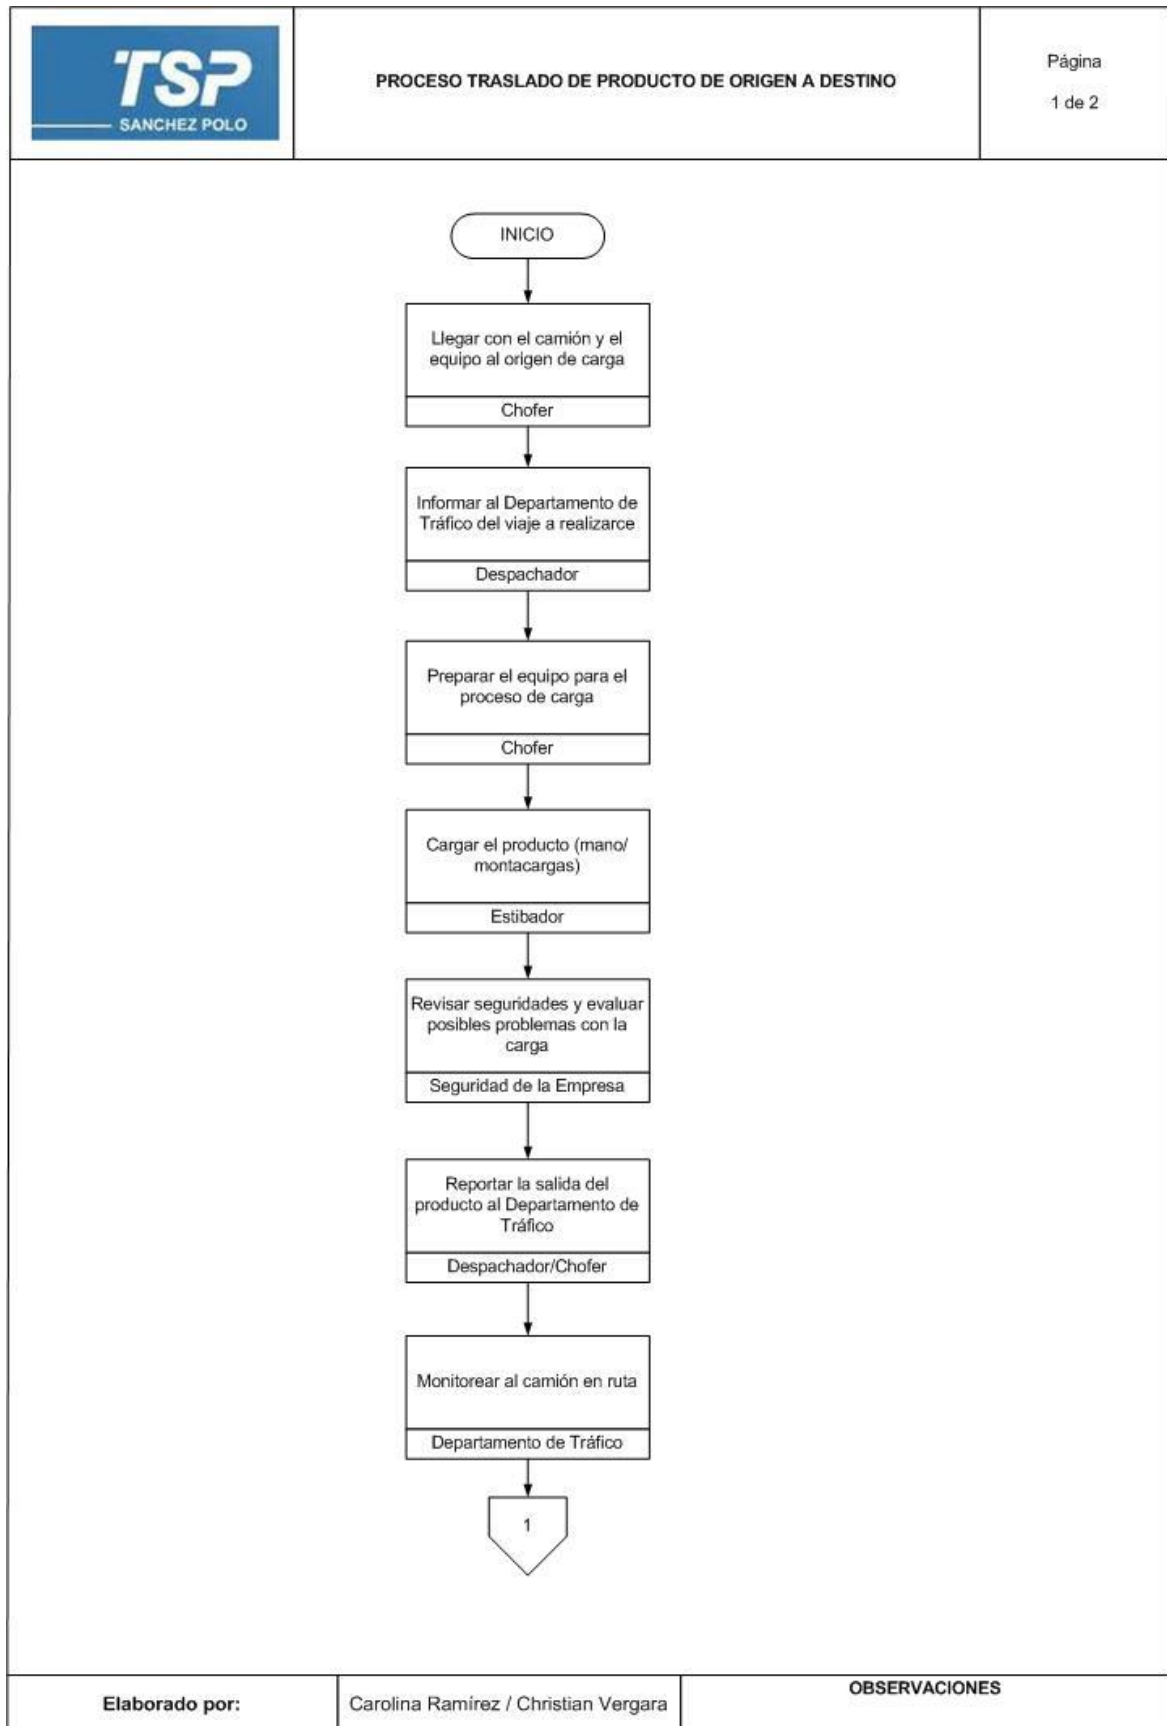 TSP
SANCHEZ POLO
PROCESO TRASLADO DE PRODUCTO DE ORIGEN A DESTINO
Página
1 de 2
INICIO
Llegar con el camión y el
equipo al origen de carga
Chofer
Informar al Departamento de
Tráfico del viaje a realizarce
Despachador
Preparar el equipo para el
proceso de carga
Chofer
Cargar el producto (mano/
montacargas)
Estibador
Revisar seguridades y evaluar
posibles problemas con la
carga
Seguridad de la Empresa
Reportar la salida del
producto al Departamento de
Tráfico
Despachador/Chofer
Monitorear al camión en ruta
Departamento de Tráfico
1
Elaborado por:
Carolina Ramírez / Christian Vergara
OBSERVACIONES